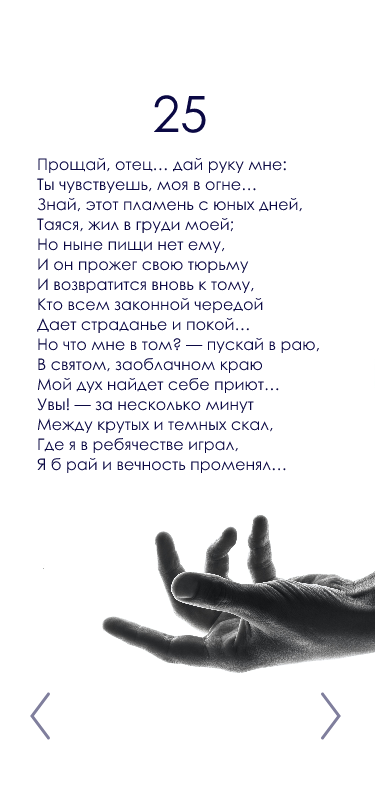 25
Прощай, отец... дай руку мне:
Ты чувствуешь, моя в огне...
Знай, этот пламень с юных дней,
Таяся, жил в груди моей;
Но ныне пищи нет ему,
И он прожег свою тюрьму
И возвратится вновь к тому,
Кто всем законной чередой
Дает страданье и покой...
Но что мне в том? — пускай в раю,
В святом, заоблачном краю
Мой дух найдет себе приют...
Увы! — за несколько минут
Между крутых и темных скал,
Где я в ребячестве играл,
Я б рай и вечность променял...